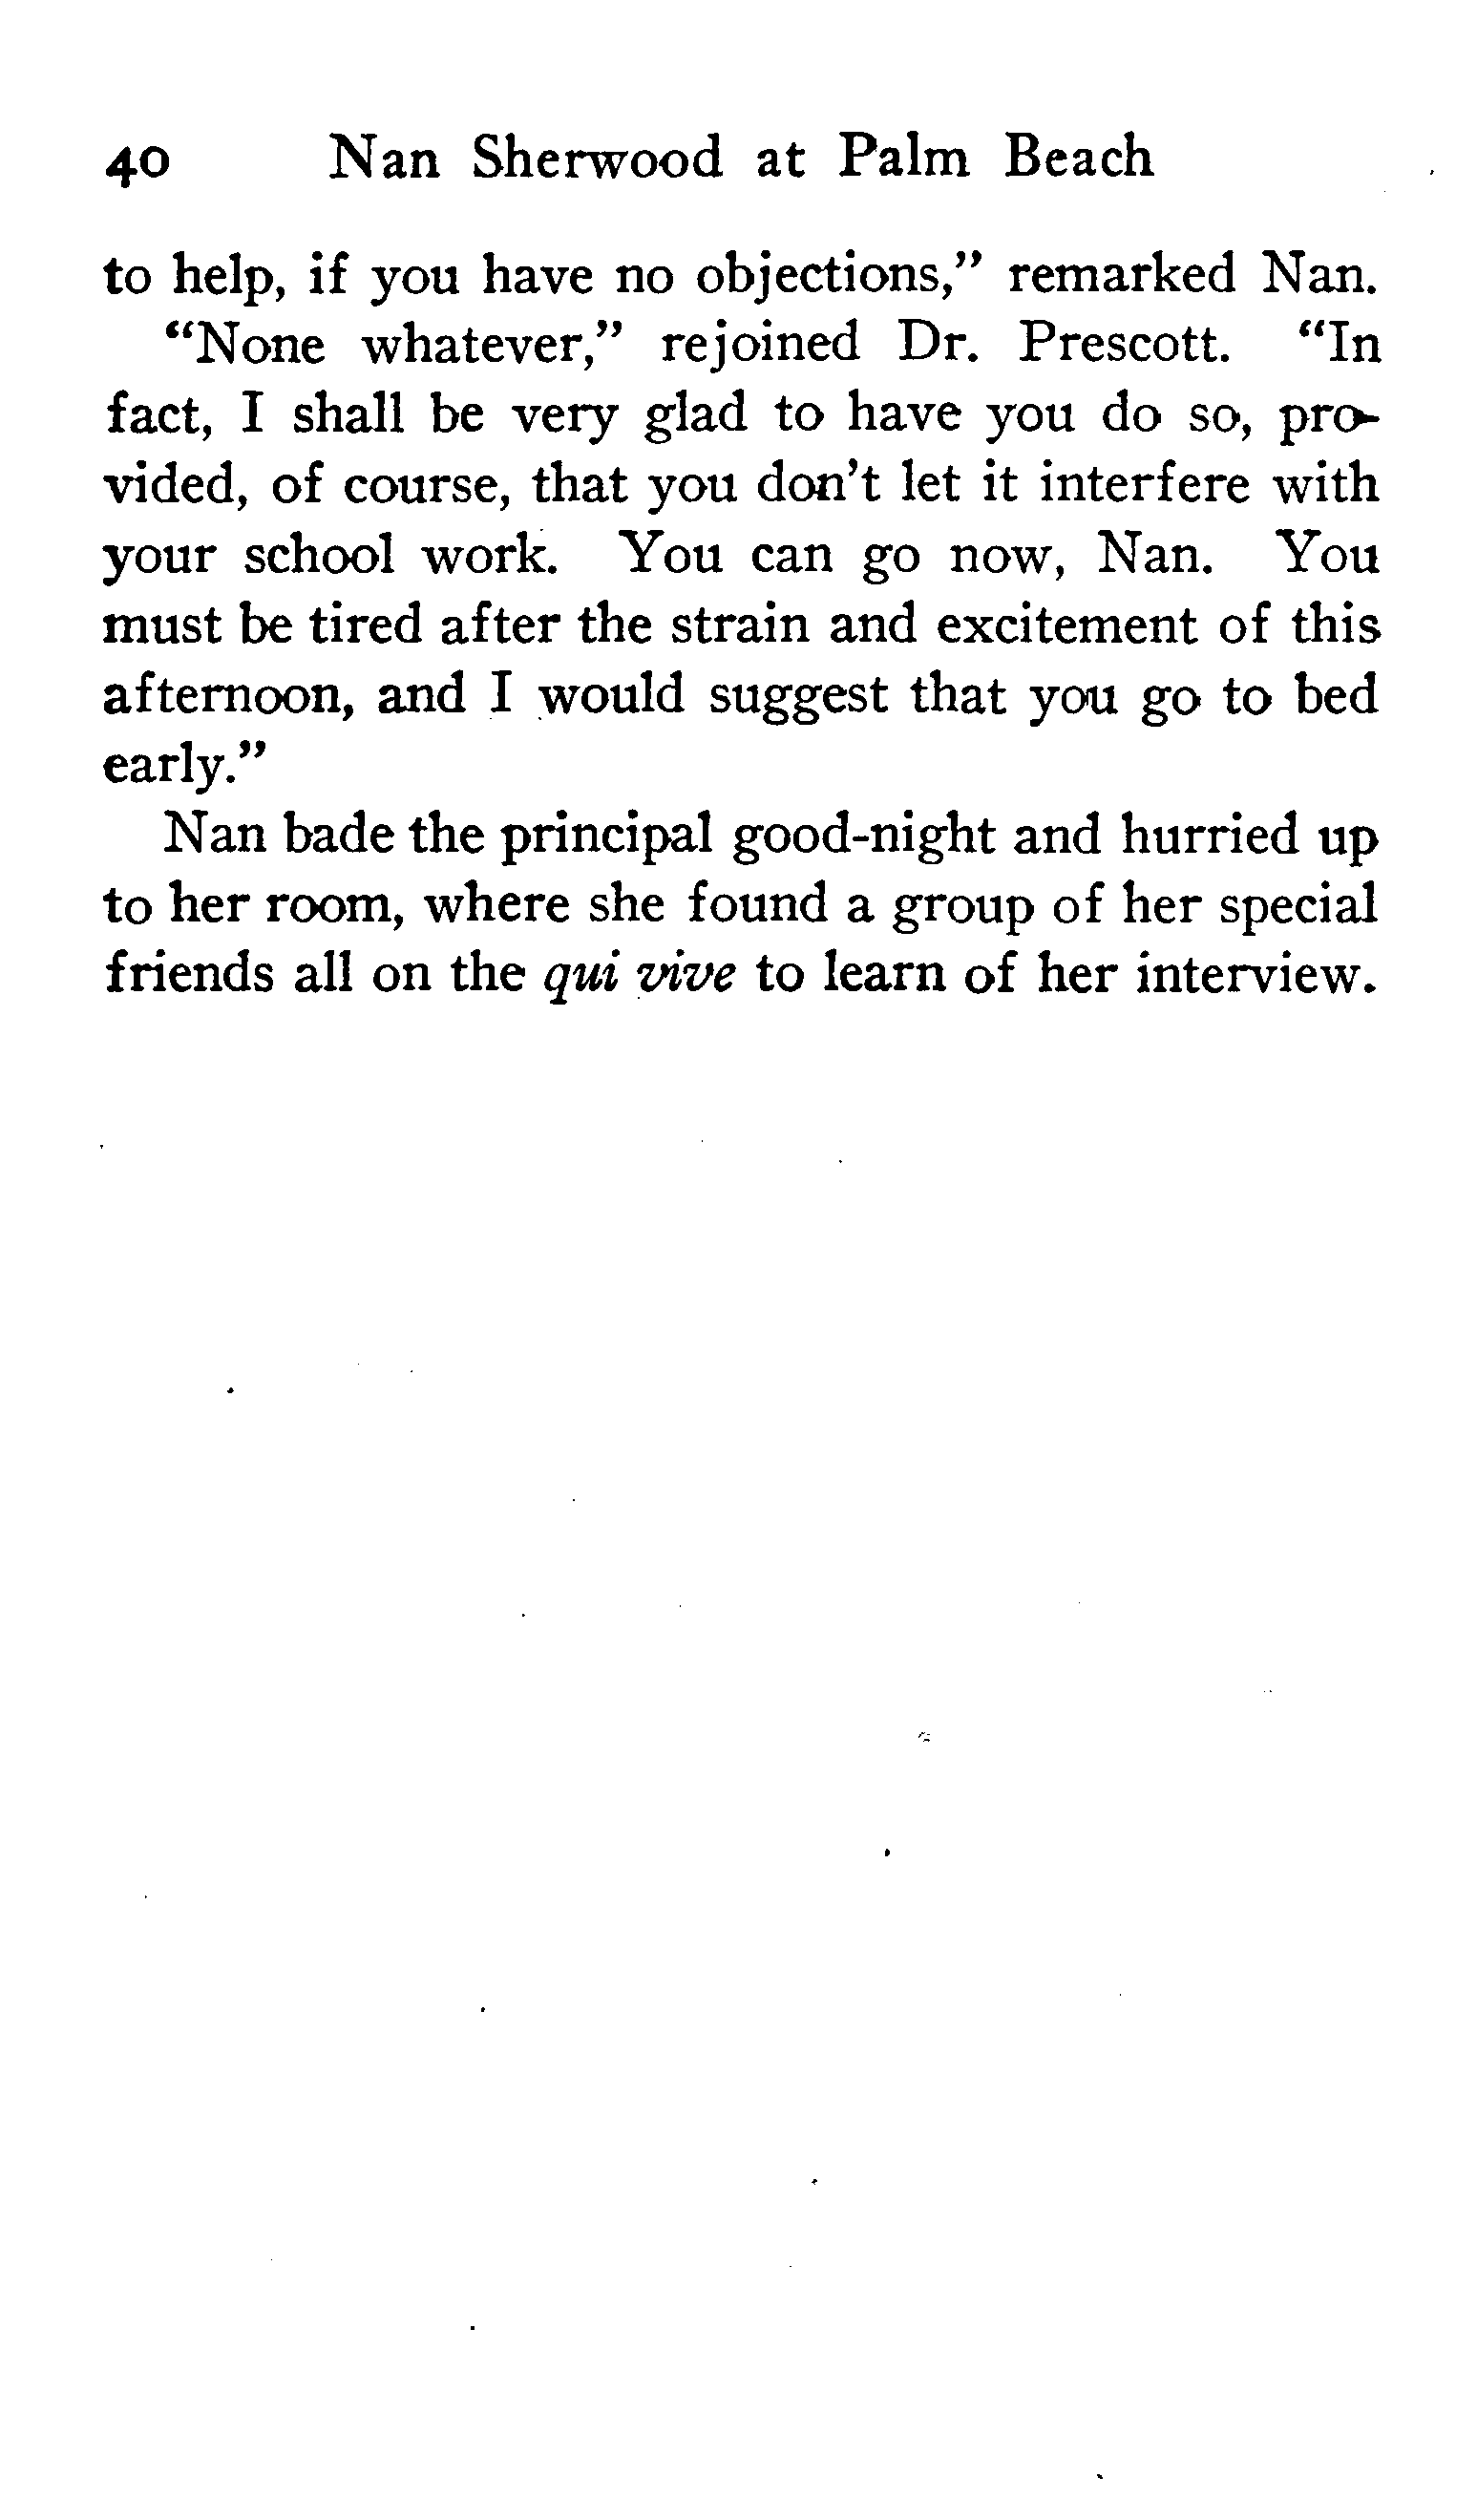 40 Nan Sherwood at Palm Beach
to help, if you have no objections,” remarked Nan.
“None whatever,” rejoined Dr. Prescott. “In
fact, I shall be very glad to have you do so, pro-
vided, of course, that you don’t let it interfere with
your school work. You can go now, Nan. You
must be tired after the strain and excitement of this
afternoon, and I would suggest that you go to bed
early.”
Nan bade the principal good-night and hurried up
to her room, where she found a group of her special
friends all on the qui vive to learn of her interview.